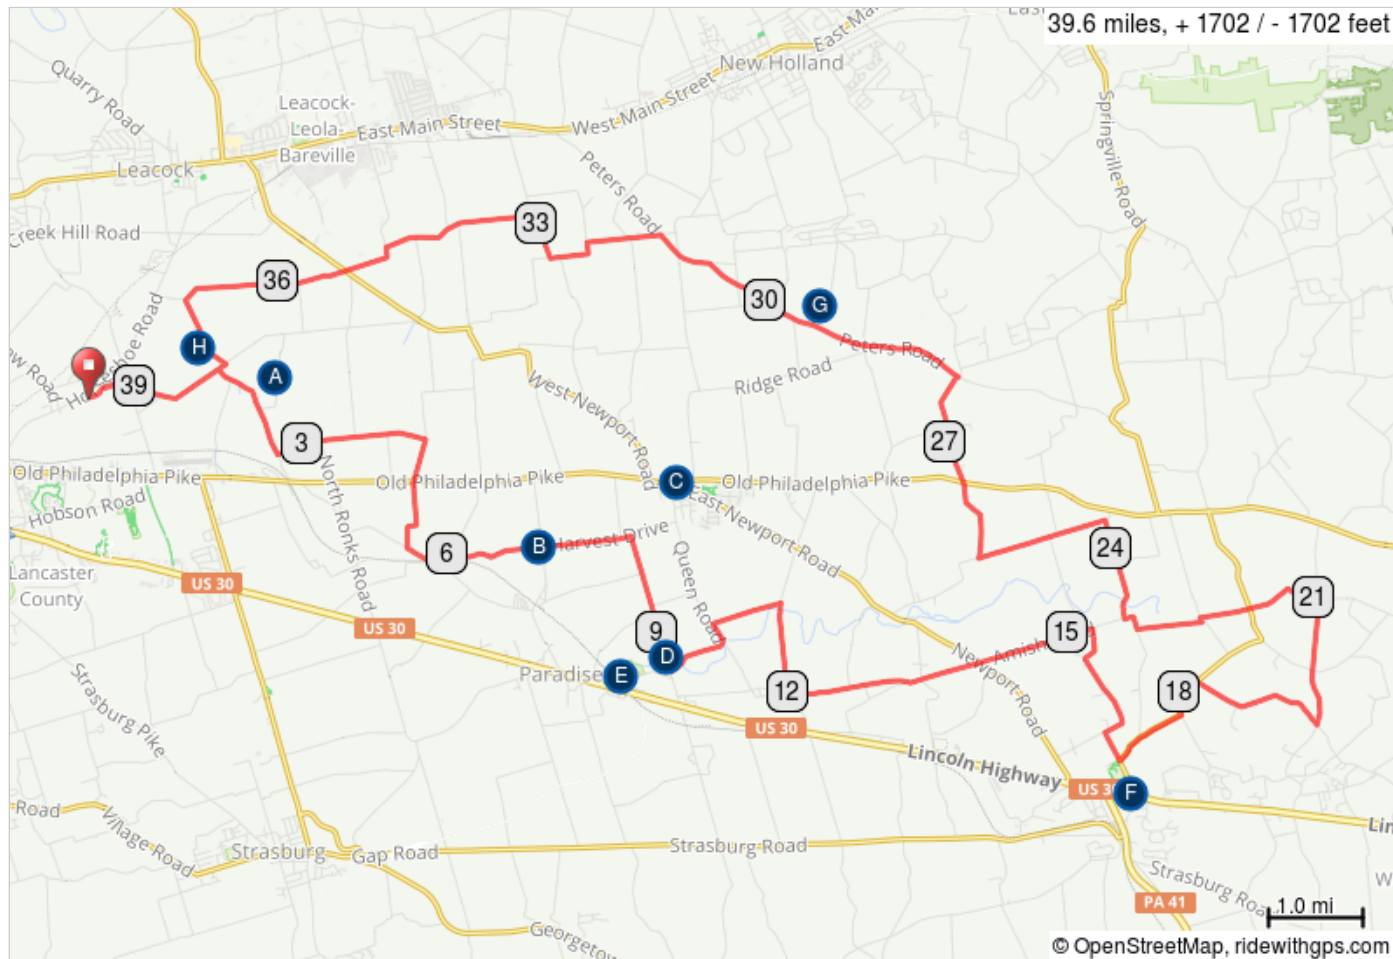 39.6 miles, + 1702 / - 1702 feet
East Main
New Holland
Quarry Road
Leacock-
Leola-
Bareville
East Main Street
West Main Street
Springville Road
Leacock
Peters Road
Creek Hill Road
33
36
30
G
Horseshoe Road
H
Peters Road
A
39
Ridge Road
West Newport Road
27
3
Old Philadelphia Pike
North Ronks Road
Old Philadelphia Pike
C
Old Philadelphia Pike
Hobson Road
East Newport Road
6
B
Harvest Drive
24
Lancaster
County
US 30
Queen Road
21
US 30
9
15
D
Newport Road
Amish
Paradise
E
12
18
Strasburg Pike
US 30
Lincoln Highway
US 30
F
Road
Village Road
Strasburg
Gap Road
Strasburg Road
Strasburg
PA 41
1.0 mi
© OpenStreetMap, ridewithgps.com